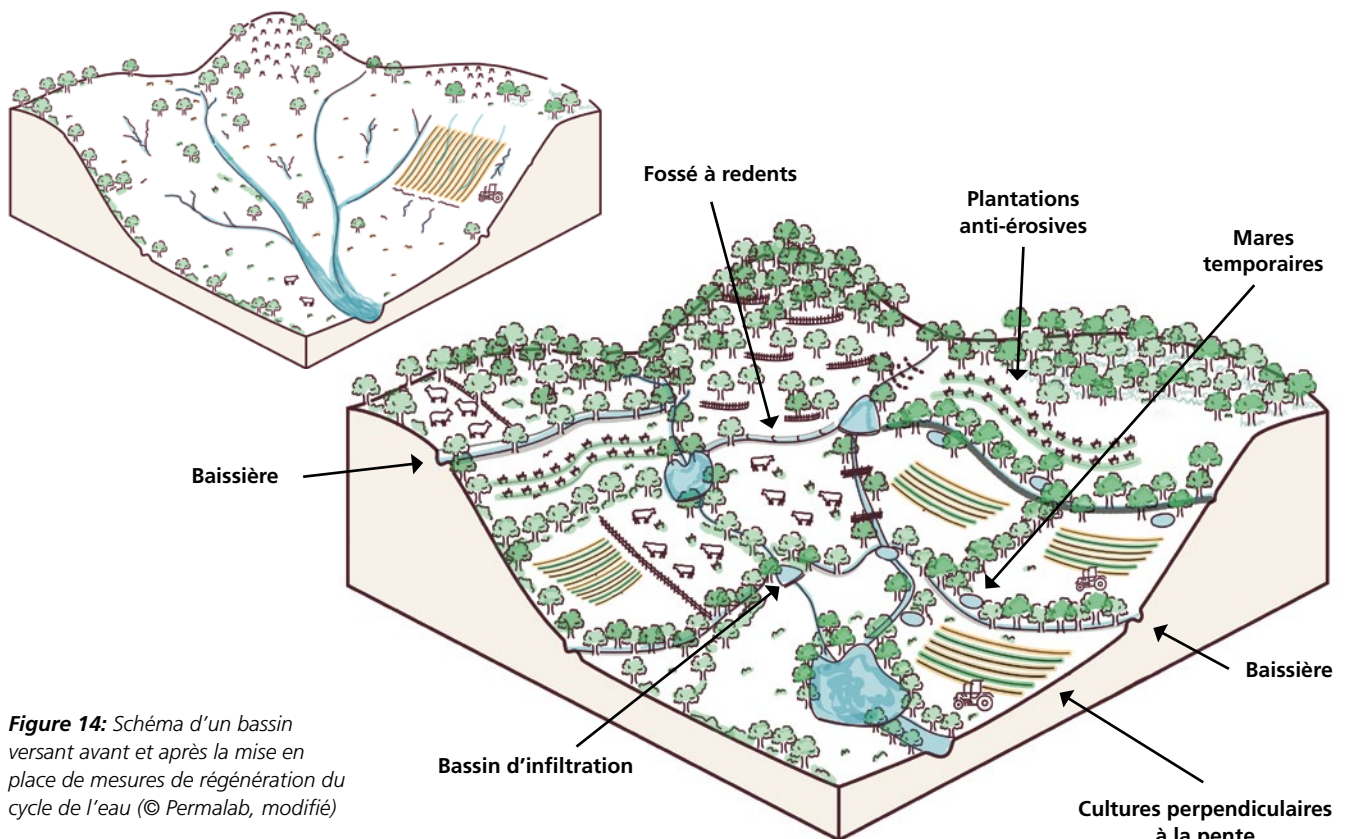 Fossé à redents
Plantations
anti-érosives
Mares
temporaires
Baissière
Baissière
Bassin d’infiltration
Cultures perpendiculaires
à la pente
Figure 14: Schéma d’un bassin
versant avant et après la mise en
place de mesures de régénération du
cycle de l’eau (© Permalab, modifié)